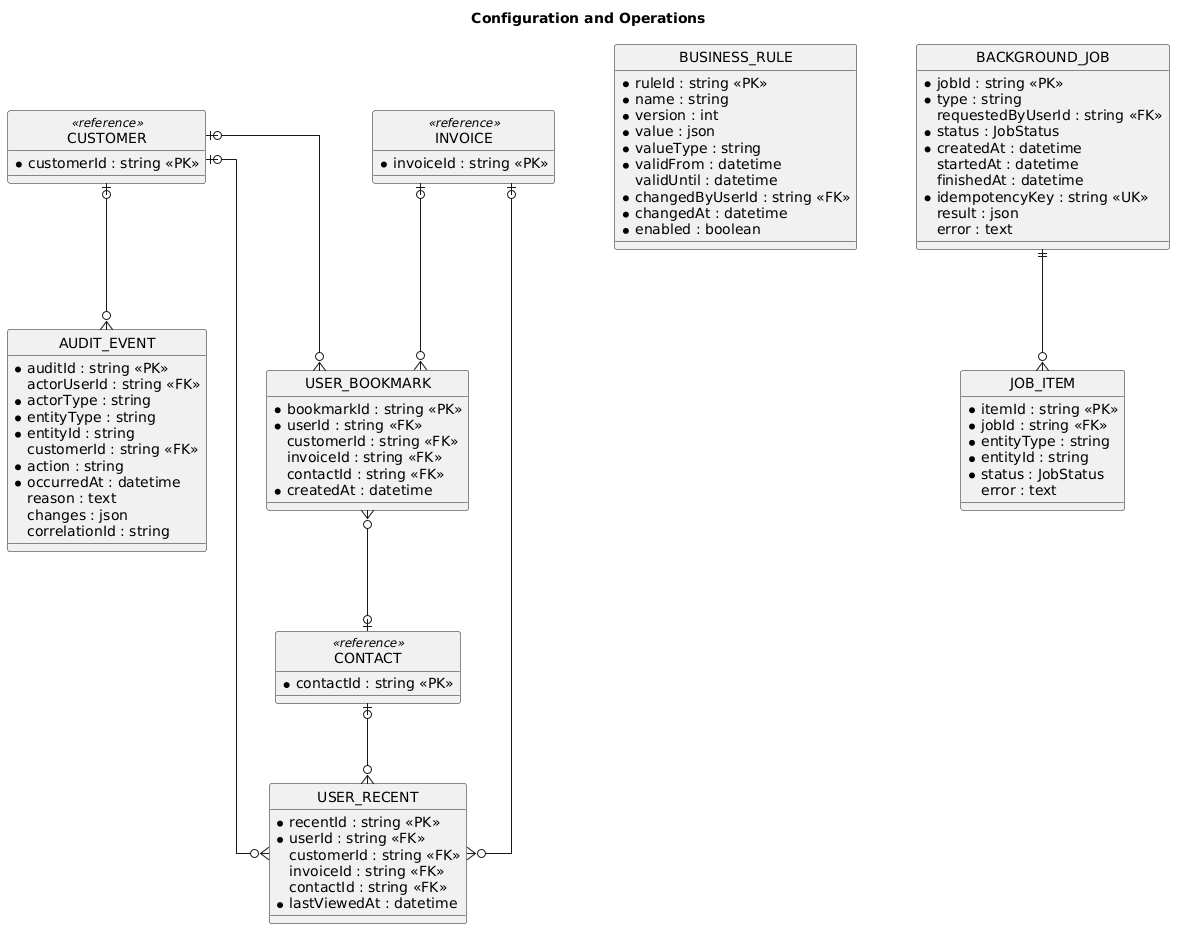 Configuration and Operations
«reference»
CUSTOMER
customerId : string «PK»
«reference»
INVOICE
invoiceId : string «PK»
BUSINESS_RULE
ruleId : string «PK»
name : string
version : int
value : json
valueType : string
validFrom : datetime
validUntil : datetime
changedByUserId : string «FK»
changedAt : datetime
enabled : boolean
BACKGROUND_JOB
jobId : string «PK»
type : string
requestedByUserId : string «FK»
status : JobStatus
createdAt : datetime
startedAt : datetime
finishedAt : datetime
idempotencyKey : string «UK»
result : json
error : text
AUDIT_EVENT
auditId : string «PK»
actorUserId : string «FK»
actorType : string
entityType : string
entityId : string
customerId : string «FK»
action : string
occurredAt : datetime
reason : text
changes : json
correlationId : string
USER_BOOKMARK
bookmarkId : string «PK»
userId : string «FK»
customerId : string «FK»
invoiceId : string «FK»
contactId : string «FK»
createdAt : datetime
JOB_ITEM
itemId : string «PK»
jobId : string «FK»
entityType : string
entityId : string
status : JobStatus
error : text
«reference»
CONTACT
contactId : string «PK»
USER_RECENT
recentId : string «PK»
userId : string «FK»
customerId : string «FK»
invoiceId : string «FK»
contactId : string «FK»
lastViewedAt : datetime